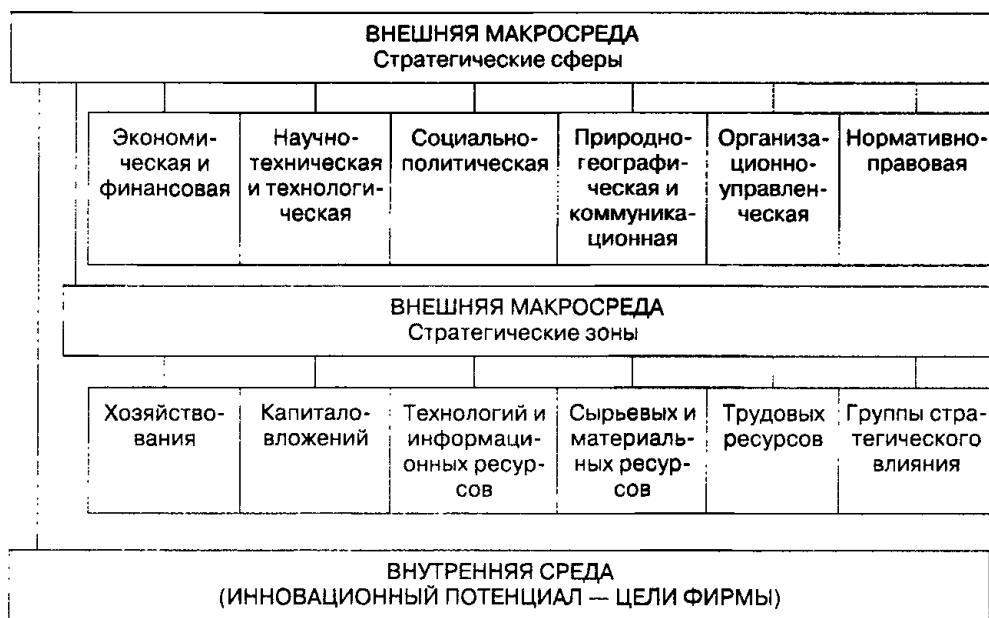 ВНЕШНЯЯ МАКРОСРЕДА
Стратегические сферы
Экономи-
ческая и
финансовая
Научно-
техническая
и технологи-
ческая
Социально-
политическая
Природно-
географи-
ческая и
коммуника-
ционная
Организа-
ционно-
управлен-
ческая
Нормативно-
правовая
ВНЕШНЯЯ МАКРОСРЕДА
Стратегические зоны
Хозяйство-
вания
Капитало-
вложений
Технологий и
информаци-
онных ресур-
сов
Сырьевых и
материаль-
ных ресур-
сов
Трудовых
ресурсов
Группы стра-
тегического
влияния
ВНУТРЕННЯЯ СРЕДА
(ИННОВАЦИОННЫЙ ПОТЕНЦИАЛ — ЦЕЛИ ФИРМЫ)